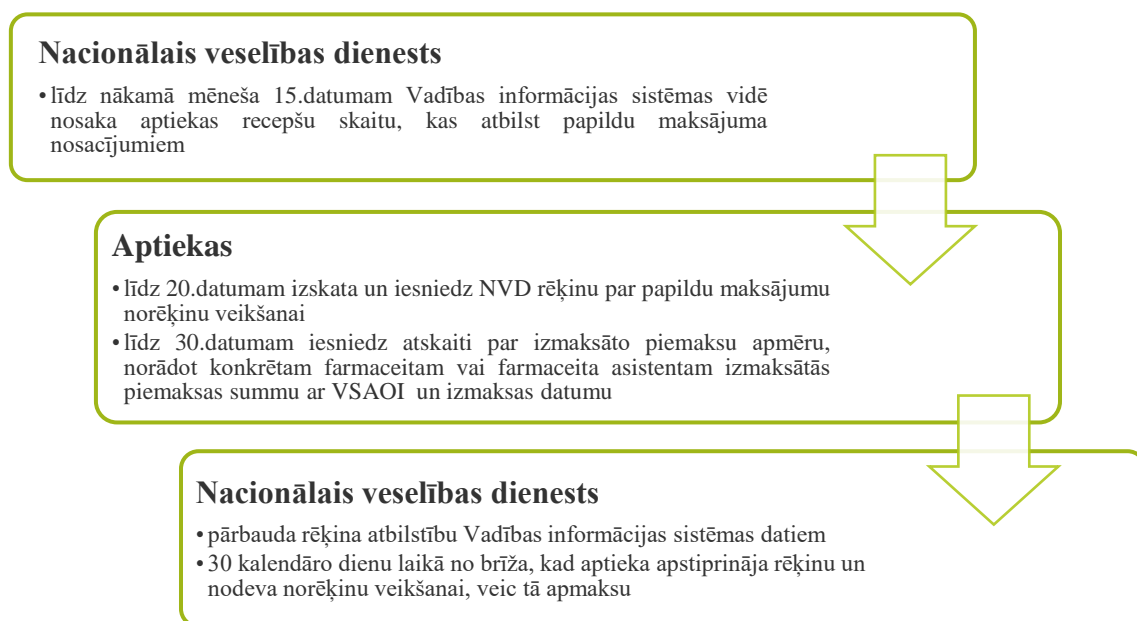 Nacionālais veselības dienests
• līdz nākamā mēneša 15.datumam Vadības informācijas sistēmas vidē
nosaka aptiekas recepšu skaitu, kas atbilst papildu maksājuma
nosacījumiem
Aptiekas
• līdz 20.datumam izskata un iesniedz NVD rēķinu par papildu maksājumu
norēķinu veikšanai
• līdz 30.datumam iesniedz atskaiti par izmaksāto piemaksu apmēru,
norādot konkrētam farmaceitam vai farmaceita asistentam izmaksātās
piemaksas summu ar VSAOI un izmaksas datumu
Nacionālais veselības dienests
• pārbauda rēķina atbilstību Vadības informācijas sistēmas datiem
• 30 kalendāro dienu laikā no brīža, kad aptieka apstiprināja rēķinu un
nodeva norēķinu veikšanai, veic tā apmaksu